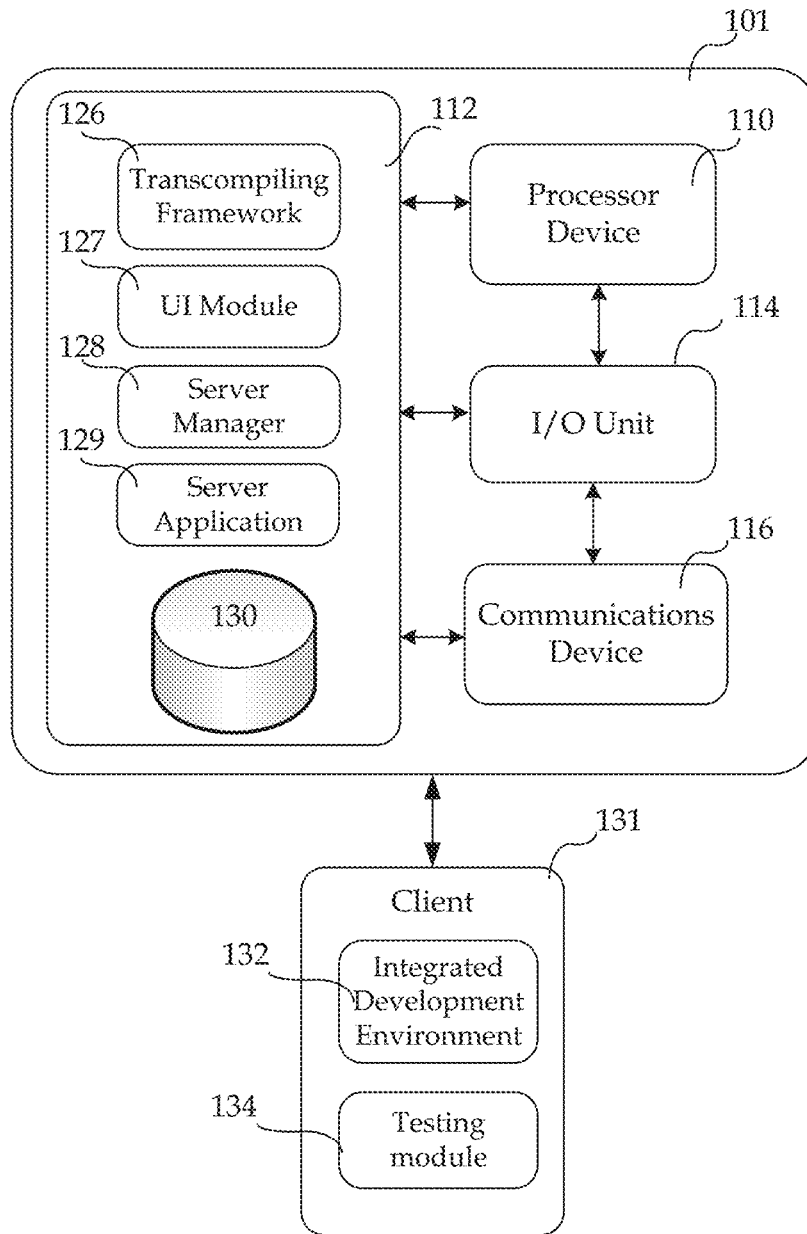 101
126
112
110
Transcompiling
Framework
Processor
Device
127
UI Module
114
128
Server
Manager
I/O Unit
129
Server
Application
116
130
Communications
Device
131
Client
132
Integrated
Development
Environment
134
Testing
module